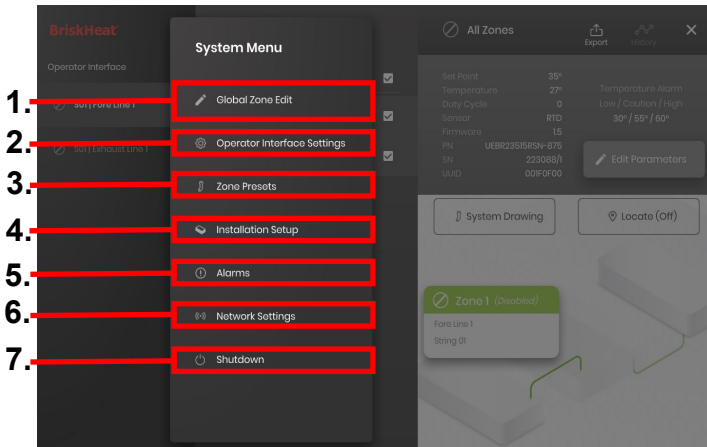 BriskHeat
Operator Interface
S01 | Fore Line 1
S01 | Exhaust Line 1
System Menu
1. Global Zone Edit
2. Operator Interface Settings
3. Zone Presets
4. Installation Setup
5. Alarms
6. Network Settings
7. Shutdown
All Zones
Export
History
Set Point 35°
Temperature 27°
Duty Cycle 0
Sensor RTD
Firmware 1.5
PN UEBR23515RSN-875
SN 223088/1
UUID 001F0F00
Temperature Alarm
Low / Caution / High
30° / 55° / 60°
Edit Parameters
System Drawing
Locate (Off)
Zone 1 (Disabled)
Fore Line 1
String 01